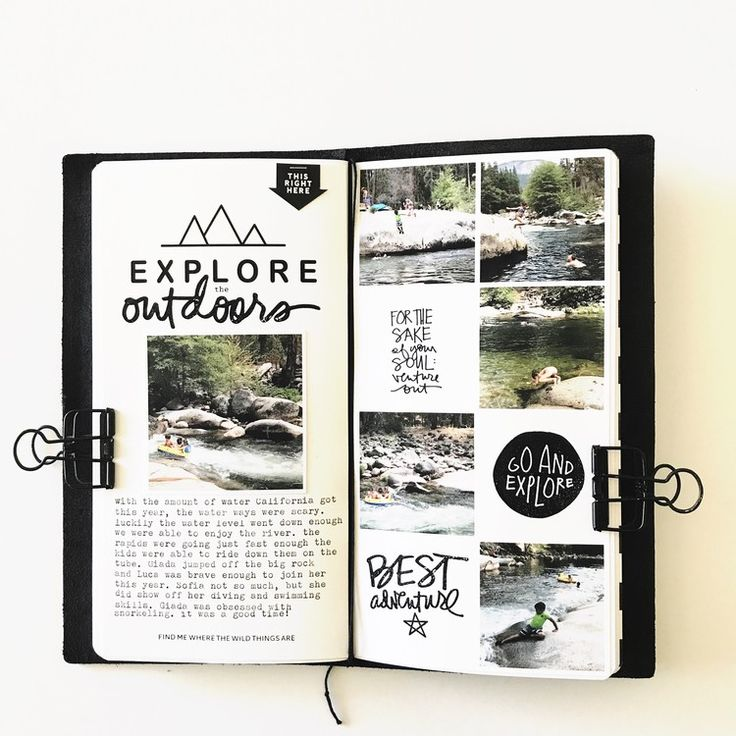 THIS
RIGHT
HERE
EXPLORE
the
outdoors
with the amount of water California got
this year, the water ways were scary.
luckily the water level went down enough
we were able to enjoy the river. the
rapids were going just fast enough the
kids were able to ride down them on the
tube. Giada jumped off the big rock
and Luca was brave enough to join her
this year. Sofia not so much, but she
did show off her diving and swimming
skills. Giada was obsessed with
snorkeling. it was a good time!
FIND ME WHERE THE WILD THINGS ARE
FOR THE
SAKE
of your
SOUL:
venture
out
GO AND
EXPLORE
BEST
adventure